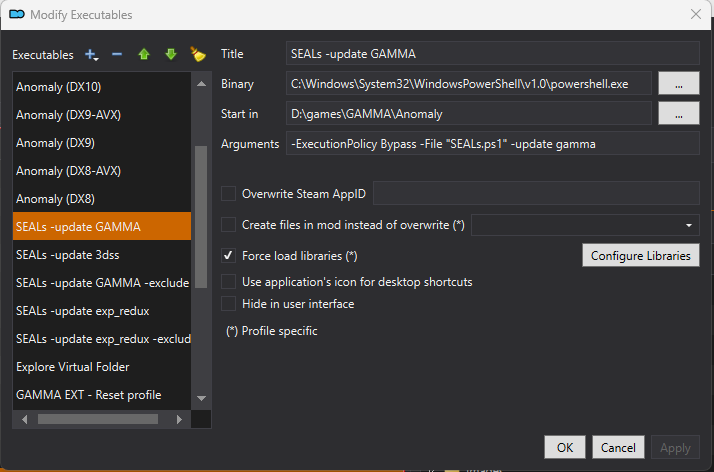 Modify Executables
Executables
Anomaly (DX10)
Anomaly (DX9-AVX)
Anomaly (DX9)
Anomaly (DX8-AVX)
Anomaly (DX8)
SEALs -update GAMMA
SEALs -update 3dss
SEALs -update GAMMA -exclude
SEALs -update exp_redux
SEALs -update exp_redux -exclud
Explore Virtual Folder
GAMMA EXT - Reset profile
Title SEALs -update GAMMA
Binary C:\Windows\System32\WindowsPowerShell\v1.0\powershell.exe ...
Start in D:\games\GAMMA\Anomaly ...
Arguments -ExecutionPolicy Bypass -File "SEALs.ps1" -update gamma
Overwrite Steam AppID
Create files in mod instead of overwrite (*)
Force load libraries (*) Configure Libraries
Use application's icon for desktop shortcuts
Hide in user interface
(*) Profile specific
OK Cancel Apply